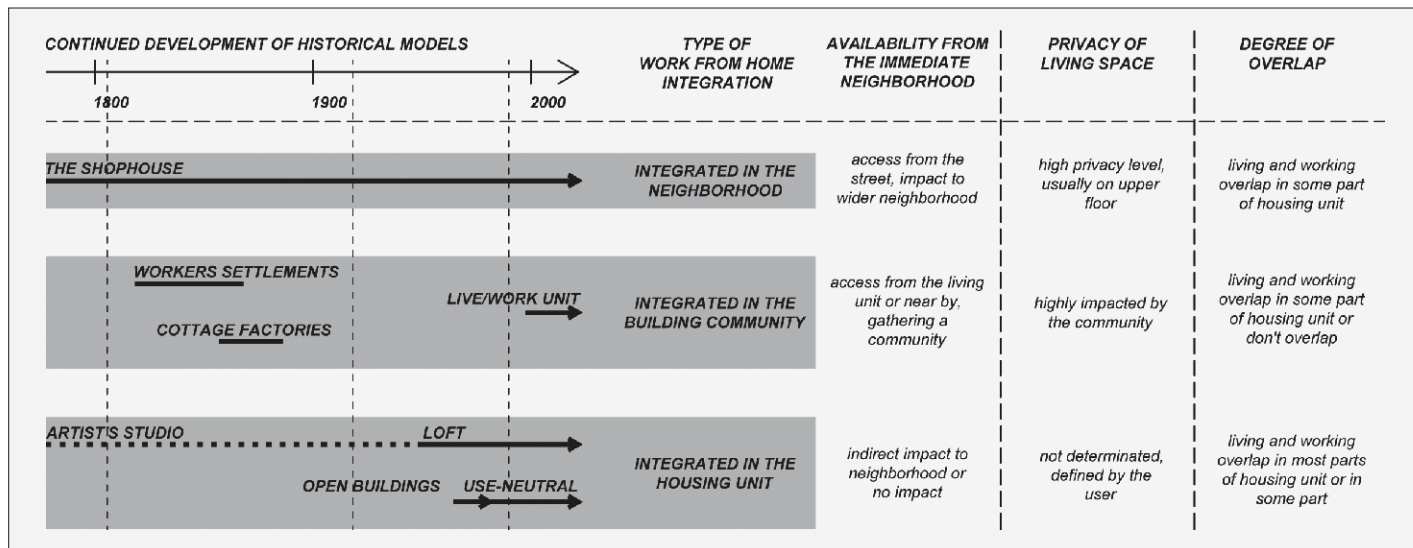 CONTINUED DEVELOPMENT OF HISTORICAL MODELS
1800
1900
2000
TYPE OF
WORK FROM HOME
INTEGRATION
AVAILABILITY FROM
THE IMMEDIATE
NEIGHBORHOOD
PRIVACY OF
LIVING SPACE
DEGREE OF
OVERLAP
THE SHOPHOUSE
INTEGRATED IN THE
NEIGHBORHOOD
access from the
street, impact to
wider neighborhood
high privacy level,
usually on upper
floor
living and working
overlap in some part
of housing unit
WORKERS SETTLEMENTS
LIVE/WORK UNIT
COTTAGE FACTORIES
INTEGRATED IN THE
BUILDING COMMUNITY
access from the living
unit or near by,
gathering a
community
highly impacted by
the community
living and working
overlap in some part
of housing unit or
don't overlap
ARTIST'S STUDIO
LOFT
OPEN BUILDINGS
USE-NEUTRAL
INTEGRATED IN THE
HOUSING UNIT
indirect impact to
neighborhood or
no impact
not determinated,
defined by the
user
living and working
overlap in most parts
of housing unit or in
some part